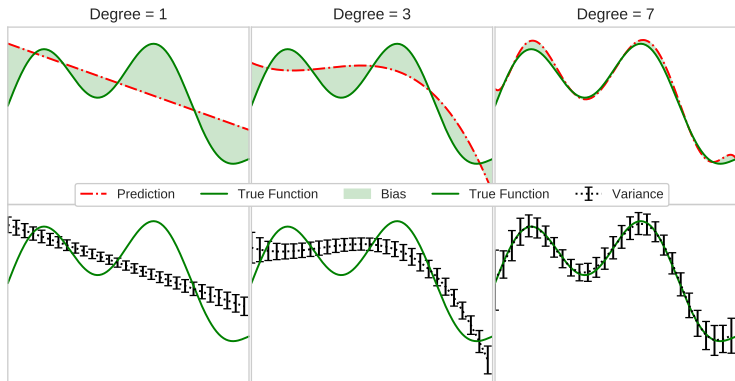 Degree = 1 Degree = 3 Degree = 7
Prediction True Function Bias True Function Variance